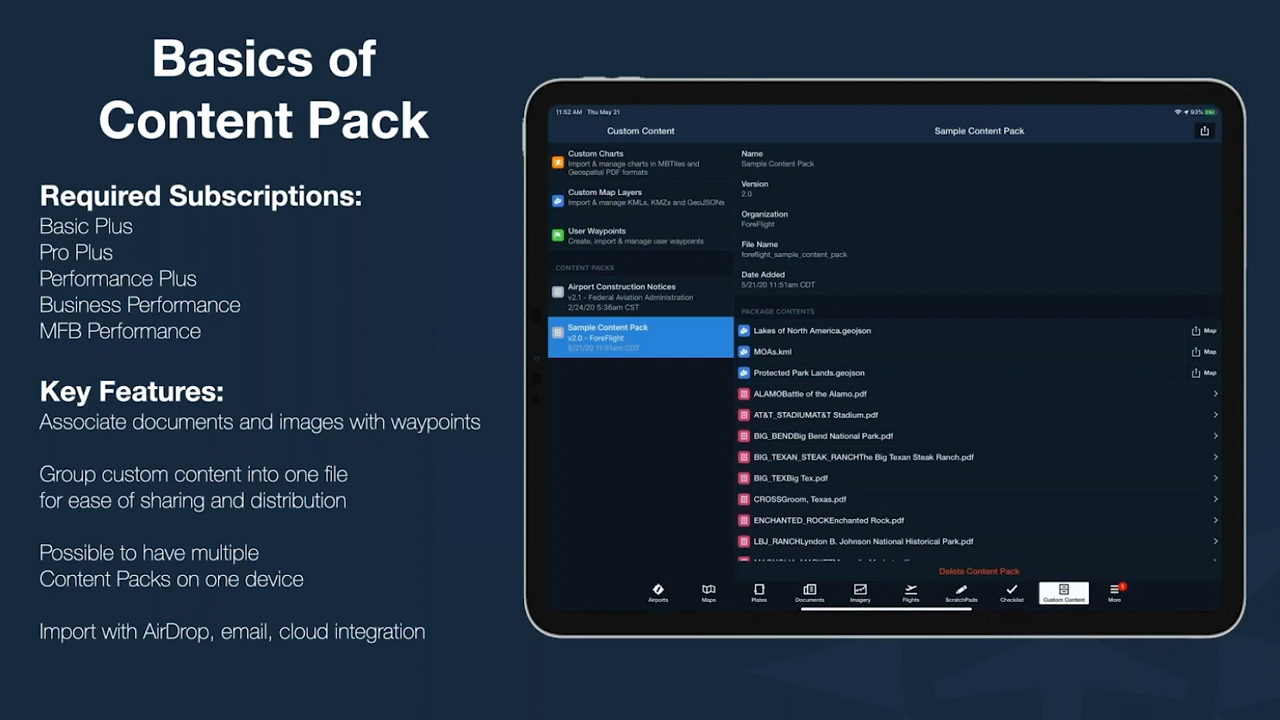 Basics of
Content Pack
Required Subscriptions:
Basic Plus
Pro Plus
Performance Plus
Business Performance
MFB Performance
Key Features:
Associate documents and images with waypoints
Group custom content into one file
for ease of sharing and distribution
Possible to have multiple
Content Packs on one device
Import with AirDrop, email, cloud integration
11:52 AM Thu May 21
93%
Custom Content
Custom Charts
Import & manage charts in MBTiles and
Geospatial PDF formats
Custom Map Layers
Import & manage KMLs, KMZs and GeoJSONs
User Waypoints
Create, import & manage user waypoints
CONTENT PACKS
Airport Construction Notices
v2.1 - Federal Aviation Administration
2/24/20 5:36am CST
Sample Content Pack
v2.0 - ForeFlight
5/21/20 11:51am CDT
Sample Content Pack
Name
Sample Content Pack
Version
2.0
Organization
ForeFlight
File Name
foreflight_sample_content_pack
Date Added
5/21/20 11:51am CDT
PACKAGE CONTENTS
Lakes of North America.geojson Map
MOAs.kml Map
Protected Park Lands.geojson Map
ALAMOBattle of the Alamo.pdf
AT&T_STADIUMAT&T Stadium.pdf
BIG_BENDBig Bend National Park.pdf
BIG_TEXAN_STEAK_RANCHThe Big Texan Steak Ranch.pdf
BIG_TEXBig Tex.pdf
CROSSGroom, Texas.pdf
ENCHANTED_ROCKEnchanted Rock.pdf
LBJ_RANCHLyndon B. Johnson National Historical Park.pdf
Delete Content Pack
Airports Maps Plates Documents Imagery Flights ScratchPads Checklist Custom Content More 1